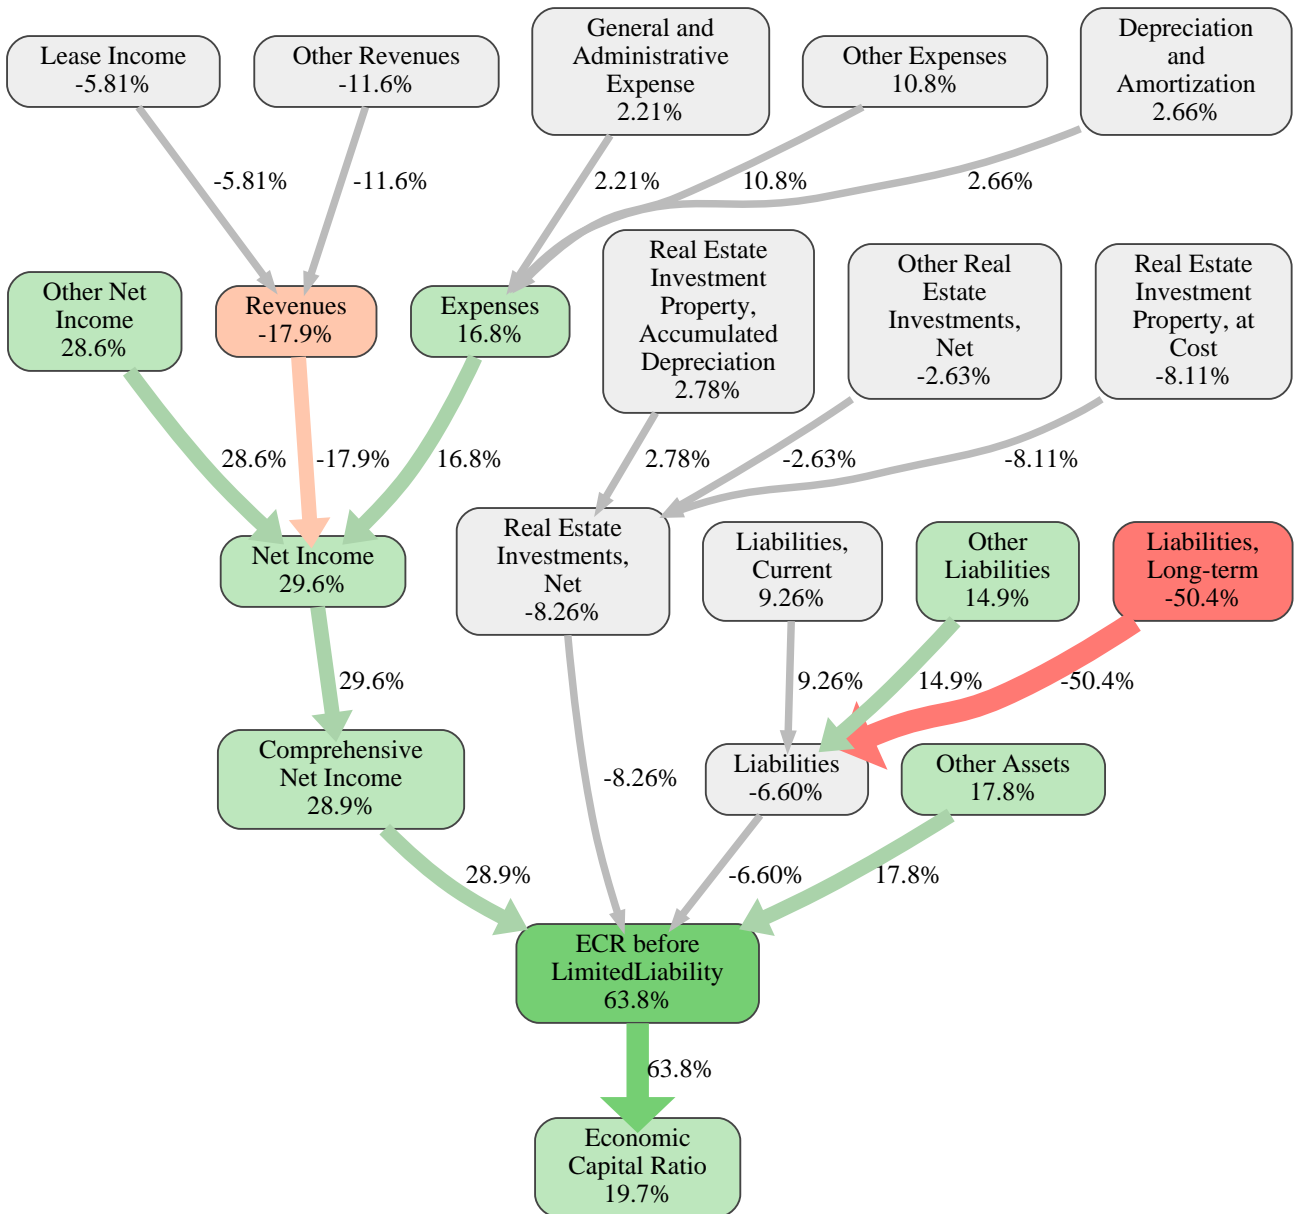 Lease Income
-5.81%
Other Revenues
-11.6%
General and
Administrative
Expense
2.21%
Other Expenses
10.8%
Depreciation
and
Amortization
2.66%
-5.81%
-11.6%
2.21%
10.8%
2.66%
Other Net
Income
28.6%
Revenues
-17.9%
Expenses
16.8%
Real Estate
Investment
Property,
Accumulated
Depreciation
2.78%
Other Real
Estate
Investments,
Net
-2.63%
Real Estate
Investment
Property, at
Cost
-8.11%
28.6%
-17.9%
16.8%
2.78%
-2.63%
-8.11%
Net Income
29.6%
Real Estate
Investments,
Net
-8.26%
Liabilities,
Current
9.26%
Other
Liabilities
14.9%
Liabilities,
Long-term
-50.4%
29.6%
9.26%
14.9%
-50.4%
Comprehensive
Net Income
28.9%
-8.26%
Liabilities
-6.60%
Other Assets
17.8%
28.9%
-6.60%
17.8%
ECR before
LimitedLiability
63.8%
63.8%
Economic
Capital Ratio
19.7%